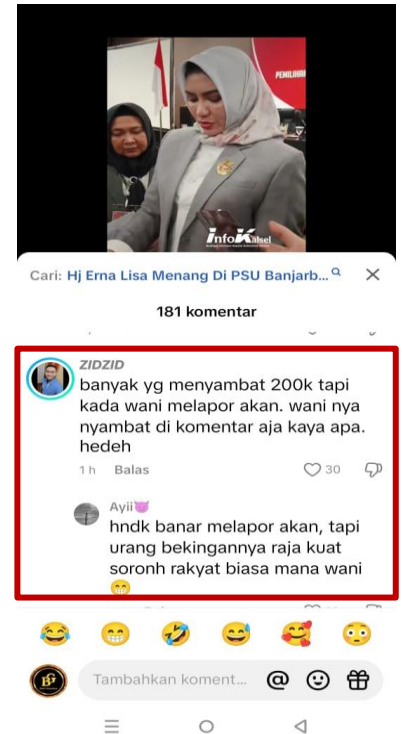 PEMILIHAN
InfoKalsel
Cari: Hj Erna Lisa Menang Di PSU Banjarb...
181 komentar
ZIDZID
banyak yg menyambat 200k tapi
kada wani melapor akan. wani nya
nyambat di komentar aja kaya apa.
hedeh
1 h Balas 30
Ayii😈
hndk banar melapor akan, tapi
urang bekingannya raja kuat
soronh rakyat biasa mana wani
😁
😂 😁 🤣 😅 🥰 😳
Tambahkan koment... @